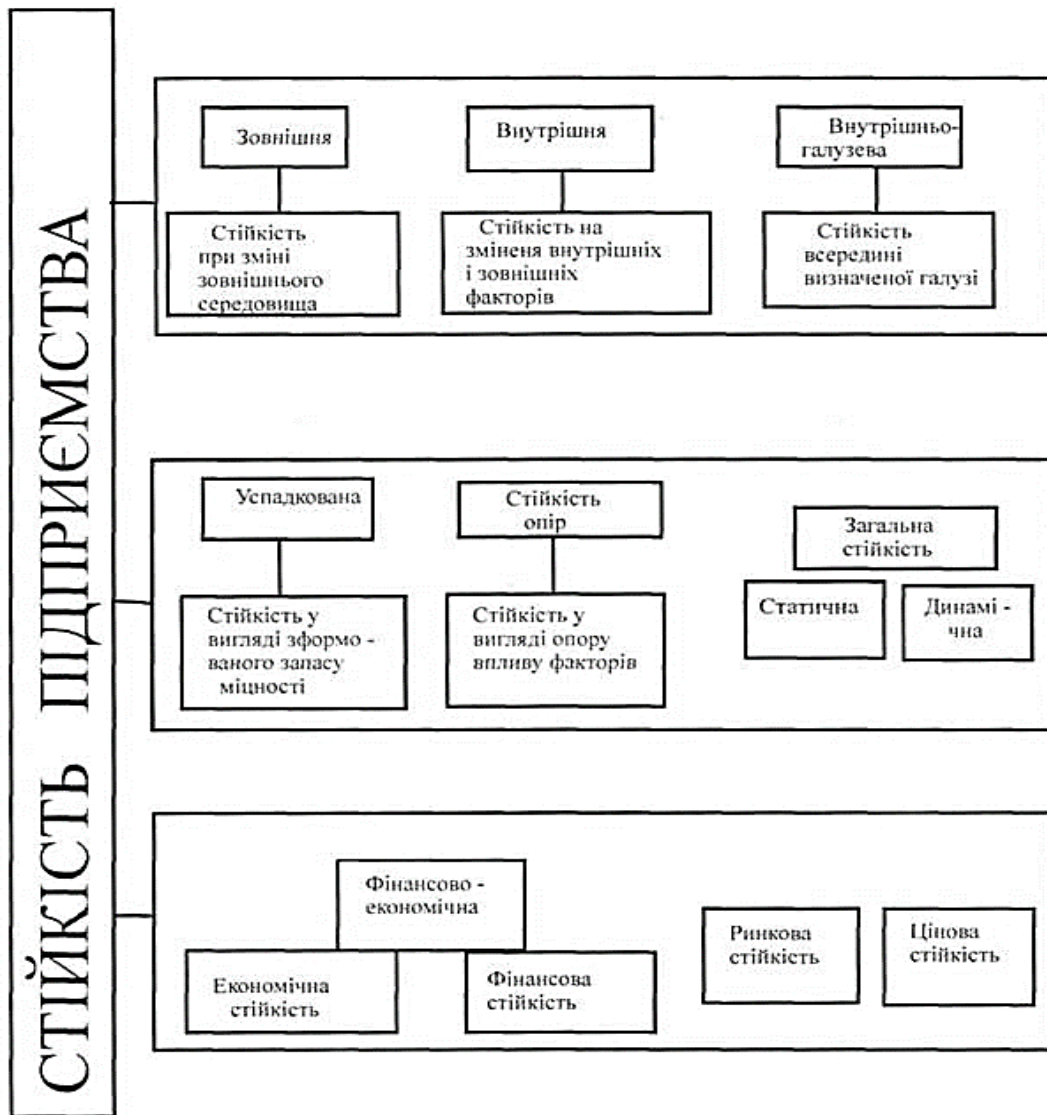 СТІЙКІСТЬ ПІДПРИЄМСТВА
Зовнішня
Внутрішня
Внутрішньо-
галузева
Стійкість
при зміні
зовнішнього
середовища
Стійкість на
зміненя внутрішніх
і зовнішніх
факторів
Стійкість
всередині
визначеної галузі
Успадкована
Стійкість
опір
Загальна
стійкість
Стійкість у
вигляді зформо -
ваного запасу
міцності
Стійкість у
вигляді опору
впливу факторів
Статична
Динамі -
чна
Фінансово -
економічна
Економічна
стійкість
Фінансова
стійкість
Ринкова
стійкість
Цінова
стійкість